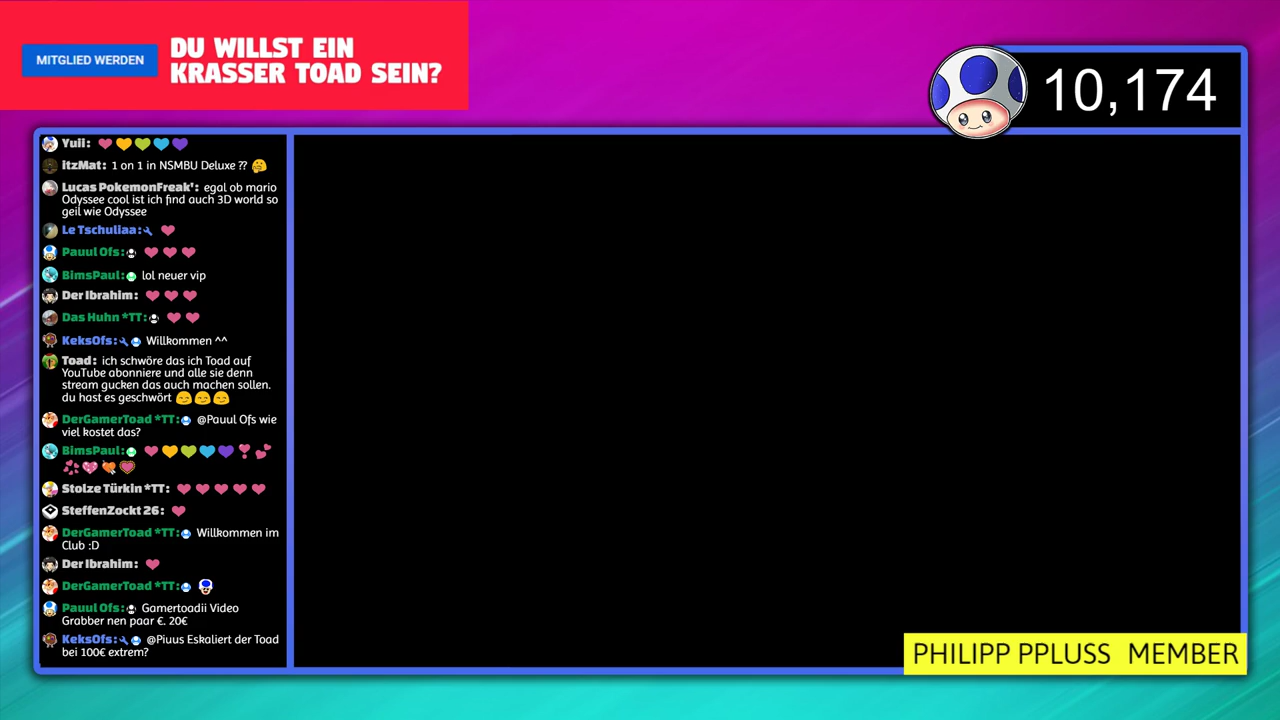 MITGLIED WERDEN
DU WILLST EIN
KRASSER TOAD SEIN?
10,174
Yuii:
itzMat: 1 on 1 in NSMBU Deluxe ??
Lucas PokemonFreak': egal ob mario
Odyssee cool ist ich find auch 3D world so
geil wie Odyssee
Le Tschuliaa:
Pauul Ofs:
BimsPaul: lol neuer vip
Der Ibrahim:
Das Huhn *TT:
KeksOfs: Willkommen ^^
Toad: ich schwöre das ich Toad auf
YouTube abonniere und alle sie denn
stream gucken das auch machen sollen.
du hast es geschwört
DerGamerToad *TT: @Pauul Ofs wie
viel kostet das?
BimsPaul:
Stolze Türkin *TT:
SteffenZockt 26:
DerGamerToad *TT: Willkommen im
Club :D
Der Ibrahim:
DerGamerToad *TT:
Pauul Ofs: Gamertoadii Video
Grabber nen paar €. 20€
KeksOfs: @Piuus Eskaliert der Toad
bei 100€ extrem?
PHILIPP PPLUSS MEMBER